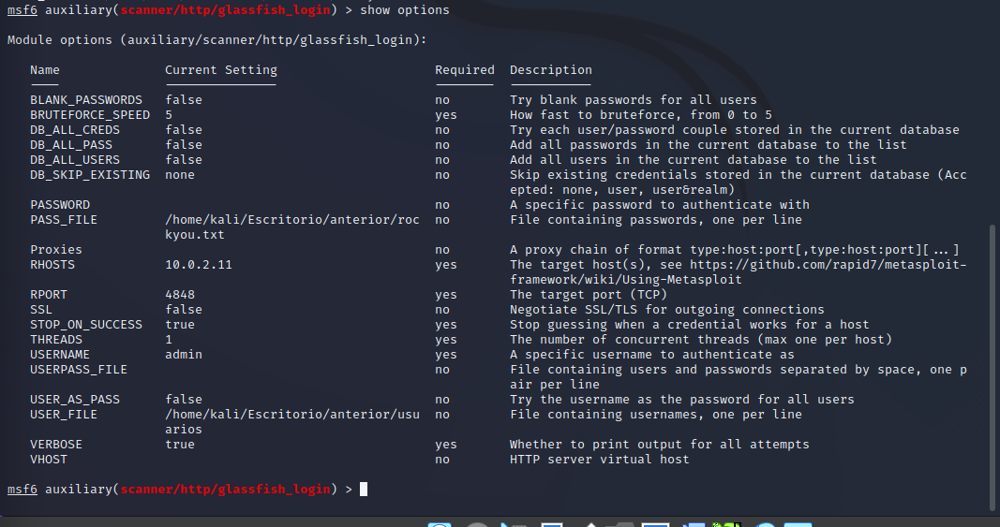 msf6 auxiliary(scanner/http/glassfish_login) > show options
Module options (auxiliary/scanner/http/glassfish_login):
Name Current Setting Required Description
BLANK_PASSWORDS false no Try blank passwords for all users
BRUTEFORCE_SPEED 5 yes How fast to bruteforce, from 0 to 5
DB_ALL_CREDS false no Try each user/password couple stored in the current database
DB_ALL_PASS false no Add all passwords in the current database to the list
DB_ALL_USERS false no Add all users in the current database to the list
DB_SKIP_EXISTING none no Skip existing credentials stored in the current database (Acc
epted: none, user, user&realm)
PASSWORD no A specific password to authenticate with
PASS_FILE /home/kali/Escritorio/anterior/roc no File containing passwords, one per line
kyou.txt
Proxies no A proxy chain of format type:host:port[,type:host:port][...]
RHOSTS 10.0.2.11 yes The target host(s), see https://github.com/rapid7/metasploit-
framework/wiki/Using-Metasploit
RPORT 4848 yes The target port (TCP)
SSL false no Negotiate SSL/TLS for outgoing connections
STOP_ON_SUCCESS true yes Stop guessing when a credential works for a host
THREADS 1 yes The number of concurrent threads (max one per host)
USERNAME admin yes A specific username to authenticate as
USERPASS_FILE no File containing users and passwords separated by space, one p
air per line
USER_AS_PASS false no Try the username as the password for all users
USER_FILE /home/kali/Escritorio/anterior/usu no File containing usernames, one per line
arios
VERBOSE true yes Whether to print output for all attempts
VHOST no HTTP server virtual host
msf6 auxiliary(scanner/http/glassfish_login) >